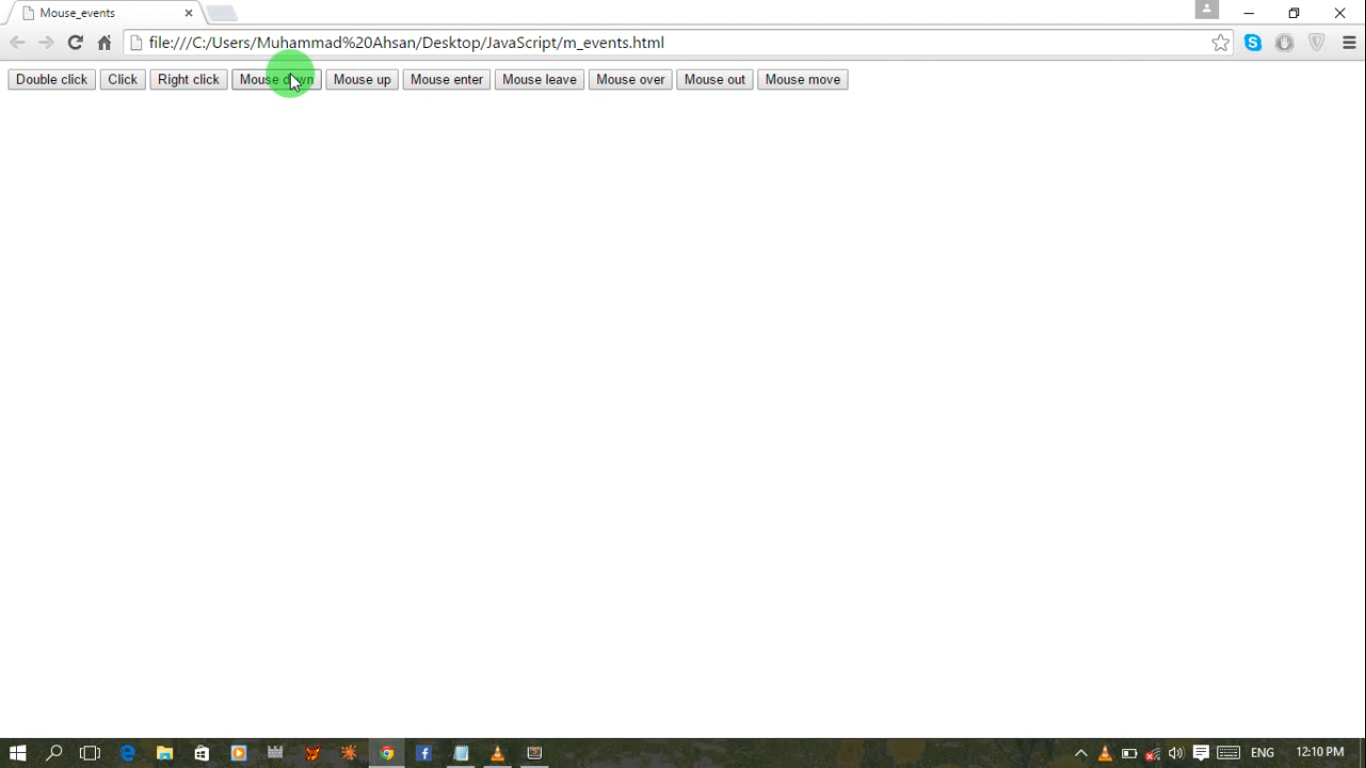 Mouse_events
file:///C:/Users/Muhammad%20Ahsan/Desktop/JavaScript/m_events.html
Double click Click Right click Mouse down Mouse up Mouse enter Mouse leave Mouse over Mouse out Mouse move
ENG 12:10 PM